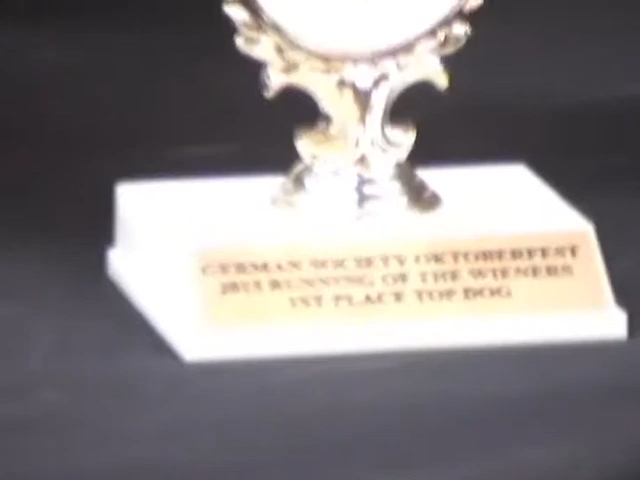 GERMAN SOCIETY OKTOBERFEST
RUNNING OF THE WIENERS
1ST PLACE TOP DOG